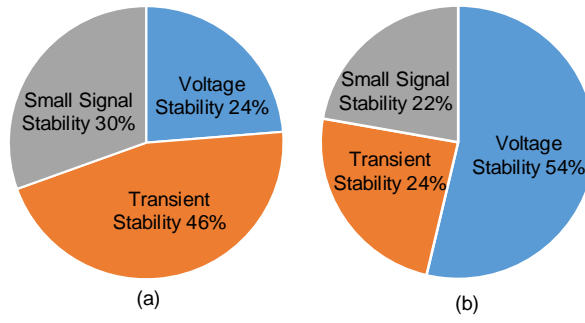 Small Signal
Stability 30%
Voltage
Stability 24%
Transient
Stability 46%
(a)
Small Signal
Stability 22%
Voltage
Stability 54%
Transient
Stability 24%
(b)